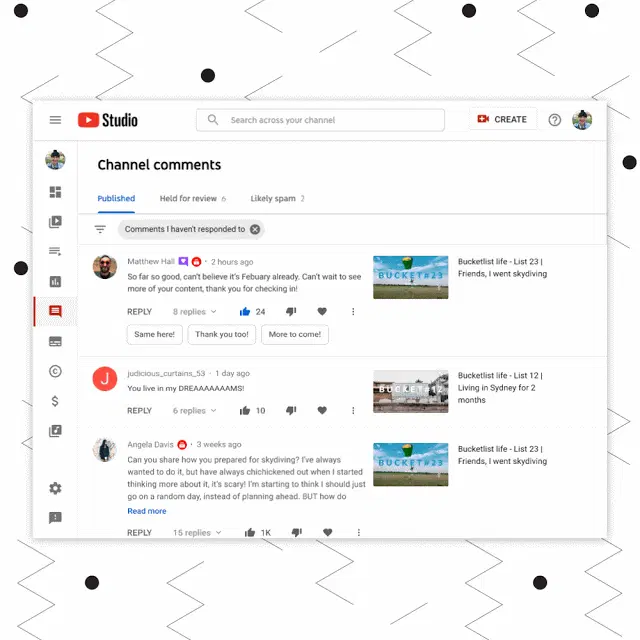 Studio
Search across your channel
CREATE
Channel comments
Published
Held for review 6
Likely spam 2
Comments I haven't responded to
Matthew Hall · 2 hours ago
So far so good, can't believe it's Febuary already. Can't wait to see
more of your content, thank you for checking in!
REPLY 8 replies 24
Same here! Thank you too! More to come!
BUCKET#23
Bucketlist life - List 23 |
Friends, I went skydiving
J
judicious_curtains_53 · 1 day ago
You live in my DREAAAAAAMS!
REPLY 6 replies 10
BUCKET#12
Bucketlist life - List 12 |
Living in Sydney for 2
months
Angela Davis · 3 weeks ago
Can you share how you prepared for skydiving? I've always
wanted to do it, but have always chichickened out when I started
thinking more about it, it's scary! I'm starting to think I should just
go on a random day, instead of planning ahead. BUT how do
Read more
REPLY 15 replies 1K
BUCKET#23
Bucketlist life - List 23 |
Friends, I went skydiving